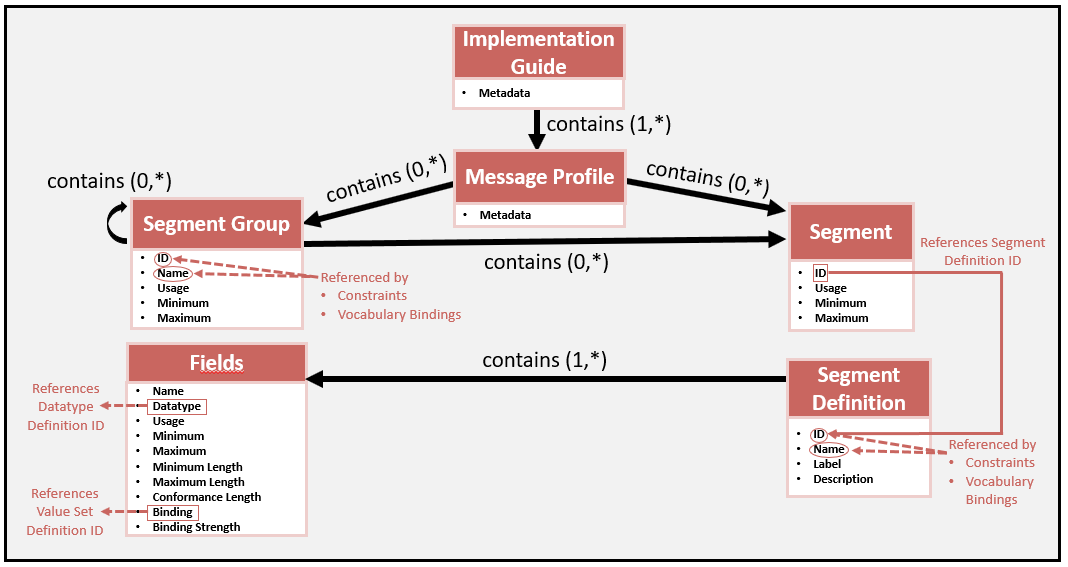 Implementation
Guide
• Metadata
contains (1,*)
Message Profile
• Metadata
contains (0,*)
contains (0,*)
contains (0,*)
Segment Group
• ID
• Name
• Usage
• Minimum
• Maximum
Referenced by
• Constraints
• Vocabulary Bindings
contains (0,*)
Segment
• ID
• Usage
• Minimum
• Maximum
References Segment
Definition ID
Fields
• Name
• Datatype
• Usage
• Minimum
• Maximum
• Minimum Length
• Maximum Length
• Conformance Length
• Binding
• Binding Strength
References
Datatype
Definition ID
References
Value Set
Definition ID
contains (1,*)
Segment
Definition
• ID
• Name
• Label
• Description
Referenced by
• Constraints
• Vocabulary
Bindings